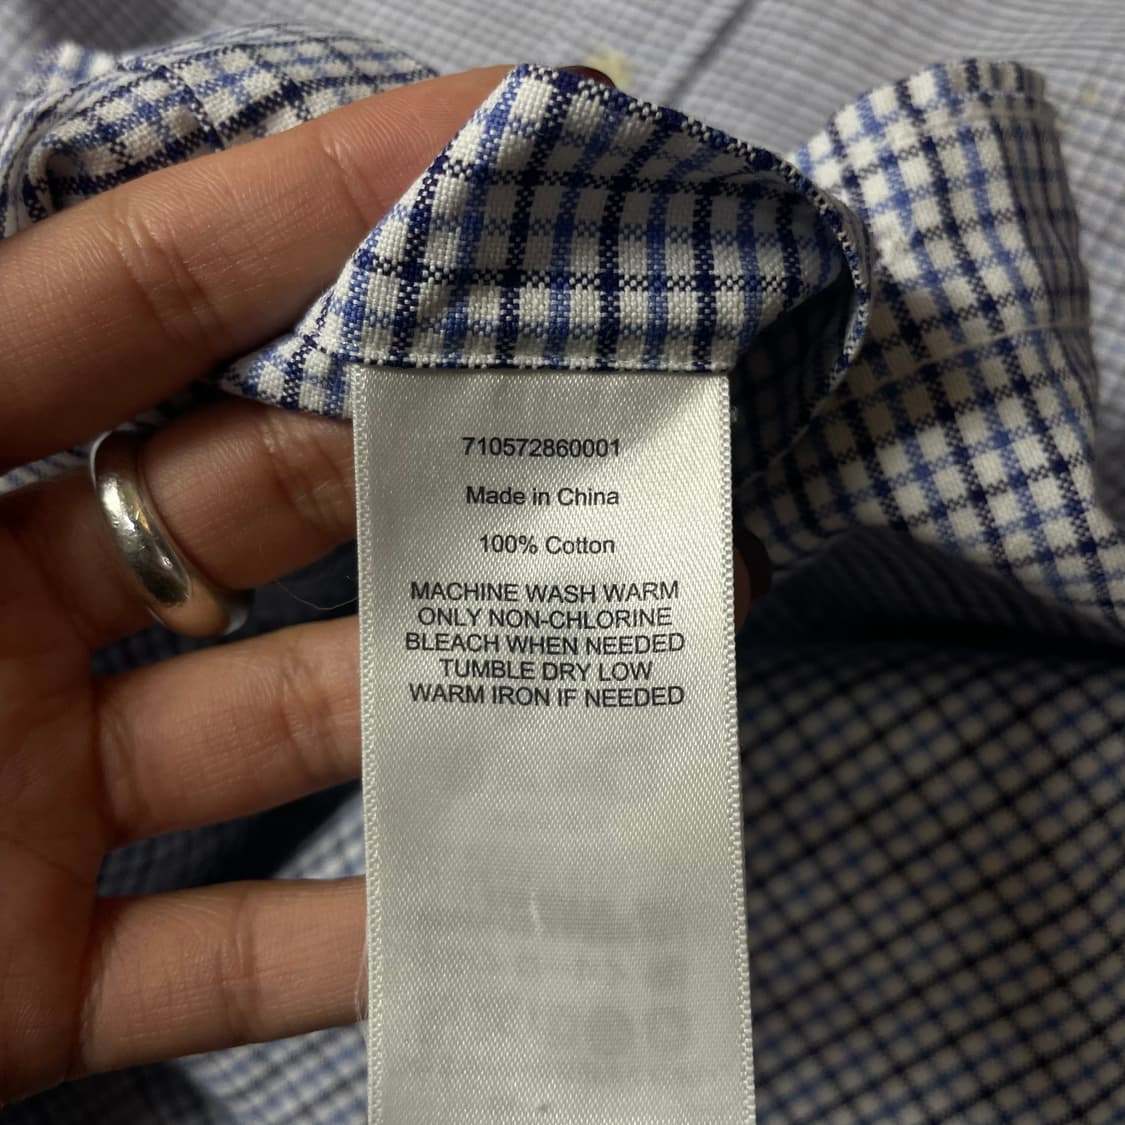 710572860001
Made in China
100% Cotton
MACHINE WASH WARM
ONLY NON-CHLORINE
BLEACH WHEN NEEDED
TUMBLE DRY LOW
WARM IRON IF NEEDED